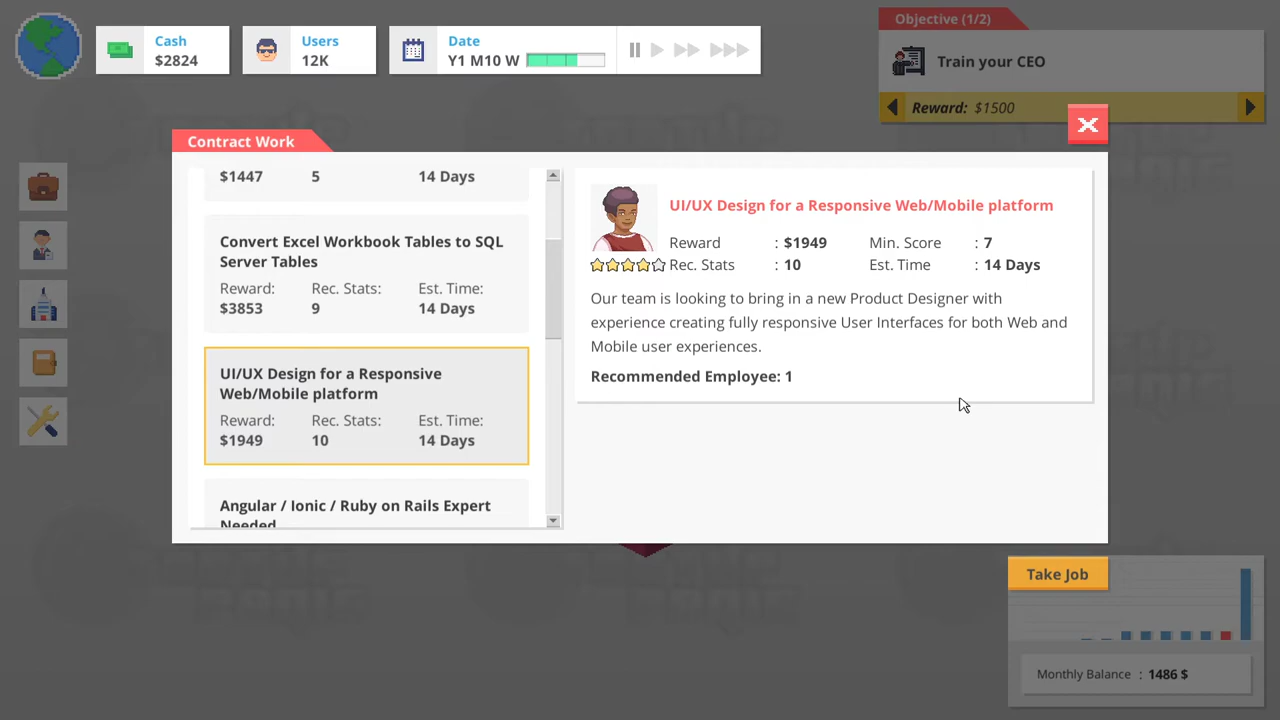 Cash
$2824
Users
12K
Date
Y1 M10 W
Objective (1/2)
Train your CEO
Reward: $1500
Contract Work
$1447 5 14 Days
Convert Excel Workbook Tables to SQL
Server Tables
Reward: Rec. Stats: Est. Time:
$3853 9 14 Days
UI/UX Design for a Responsive
Web/Mobile platform
Reward: Rec. Stats: Est. Time:
$1949 10 14 Days
Angular / Ionic / Ruby on Rails Expert
Needed
UI/UX Design for a Responsive Web/Mobile platform
Reward : $1949 Min. Score : 7
Rec. Stats : 10 Est. Time : 14 Days
Our team is looking to bring in a new Product Designer with
experience creating fully responsive User Interfaces for both Web and
Mobile user experiences.
Recommended Employee: 1
Take Job
Monthly Balance : 1486 $